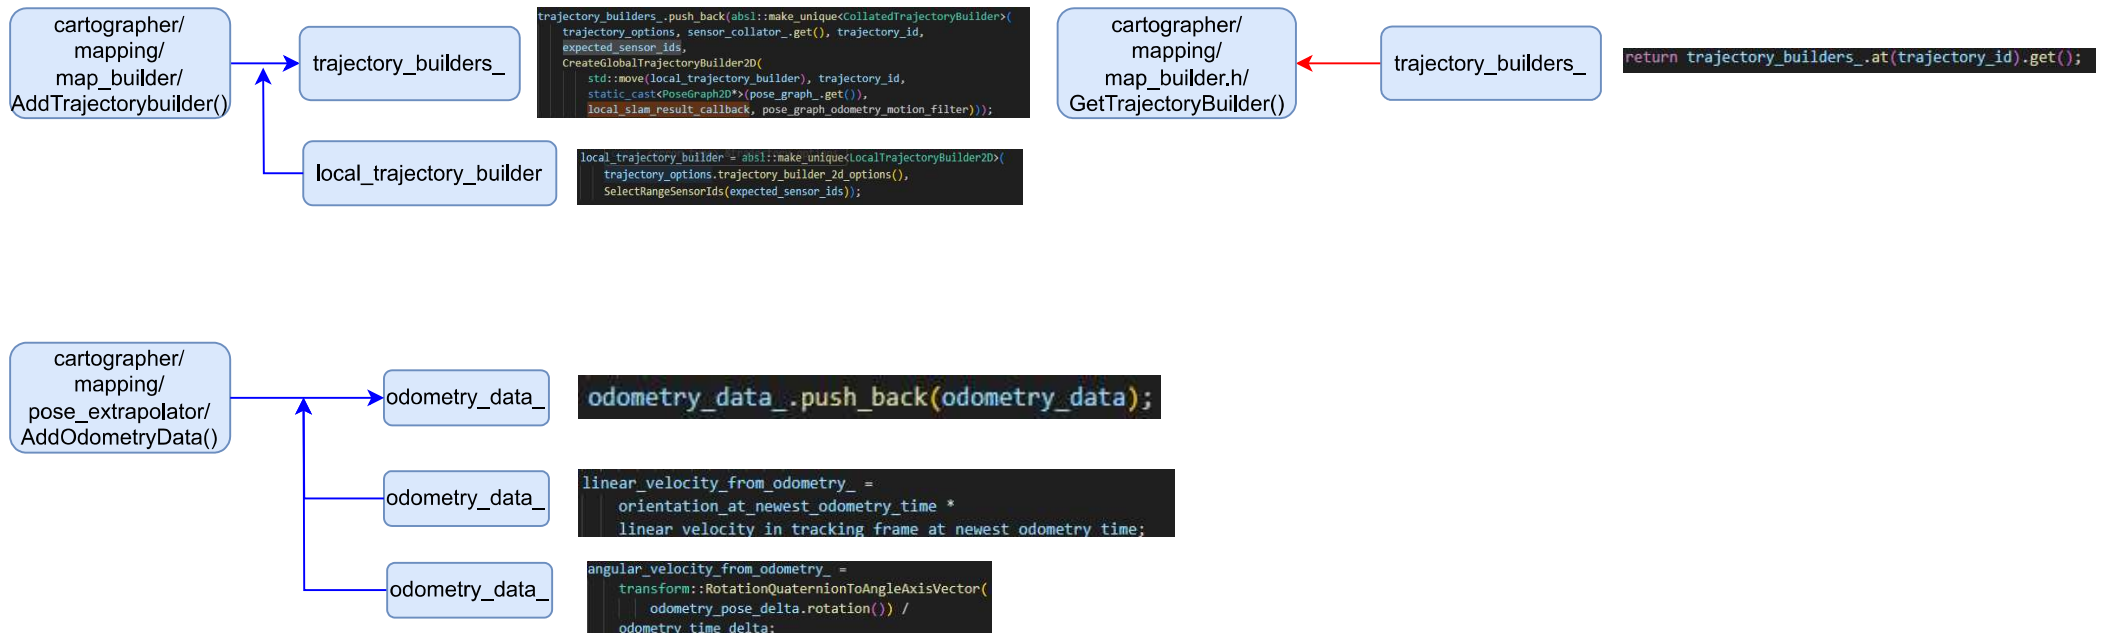 cartographer/
mapping/
map_builder/
AddTrajectorybuilder()
trajectory_builders_
trajectory_builders_.push_back(absl::make_unique<CollatedTrajectoryBuilder>(
trajectory_options, sensor_collator_.get(), trajectory_id,
expected_sensor_ids,
CreateGlobalTrajectoryBuilder2D(
std::move(local_trajectory_builder), trajectory_id,
static_cast<PoseGraph2D*>(pose_graph_.get()),
local_slam_result_callback, pose_graph_odometry_motion_filter)));
local_trajectory_builder
local_trajectory_builder = absl::make_unique<LocalTrajectoryBuilder2D>(
trajectory_options.trajectory_builder_2d_options(),
SelectRangeSensorIds(expected_sensor_ids));
cartographer/
mapping/
map_builder.h/
GetTrajectoryBuilder()
trajectory_builders_
return trajectory_builders_.at(trajectory_id).get();
cartographer/
mapping/
pose_extrapolator/
AddOdometryData()
odometry_data_
odometry_data_.push_back(odometry_data);
odometry_data_
linear_velocity_from_odometry_ =
orientation_at_newest_odometry_time *
linear_velocity_in_tracking_frame_at_newest_odometry_time;
odometry_data_
angular_velocity_from_odometry_ =
transform::RotationQuaternionToAngleAxisVector(
odometry_pose_delta.rotation()) /
odometry_time_delta;